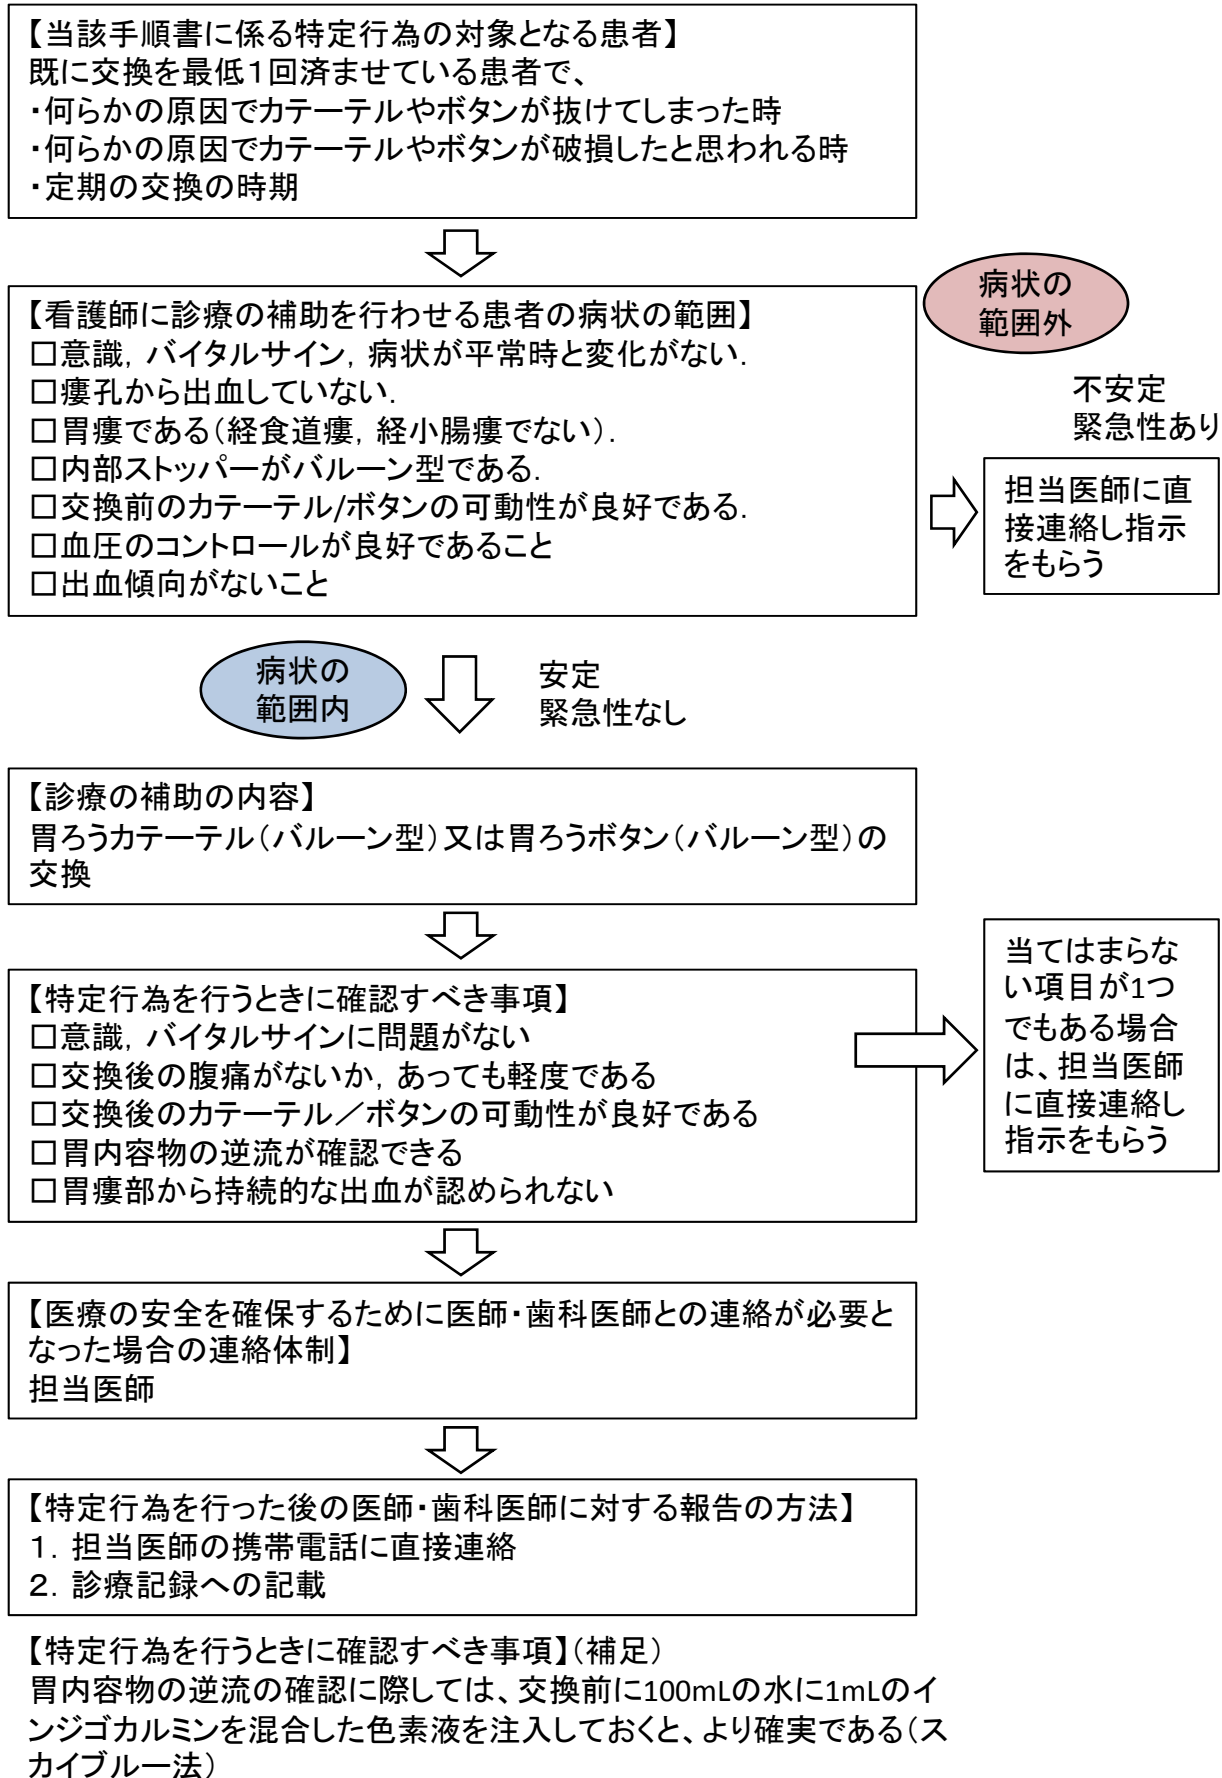 【当該手順書に係る特定行為の対象となる患者】
既に交換を最低１回済ませている患者で、
・何らかの原因でカテーテルやボタンが抜けてしまった時
・何らかの原因でカテーテルやボタンが破損したと思われる時
・定期の交換の時期
病状の
範囲外
【看護師に診療の補助を行わせる患者の病状の範囲】
□意識，バイタルサイン，病状が平常時と変化がない．
□瘻孔から出血していない．
□胃瘻である（経食道瘻，経小腸瘻でない）．
□内部ストッパーがバルーン型である．
□交換前のカテーテル/ボタンの可動性が良好である．
□血圧のコントロールが良好であること
□出血傾向がないこと
不安定
緊急性あり
担当医師に直
接連絡し指示
をもらう
病状の
範囲内
安定
緊急性なし
【診療の補助の内容】
胃ろうカテーテル（バルーン型）又は胃ろうボタン（バルーン型）の
交換
【特定行為を行うときに確認すべき事項】
□意識，バイタルサインに問題がない
□交換後の腹痛がないか，あっても軽度である
□交換後のカテーテル／ボタンの可動性が良好である
□胃内容物の逆流が確認できる
□胃瘻部から持続的な出血が認められない
当てはまらな
い項目が1つ
でもある場合
は、担当医師
に直接連絡し
指示をもらう
【医療の安全を確保するために医師・歯科医師との連絡が必要と
なった場合の連絡体制】
担当医師
【特定行為を行った後の医師・歯科医師に対する報告の方法】
１．担当医師の携帯電話に直接連絡
２．診療記録への記載
【特定行為を行うときに確認すべき事項】（補足）
胃内容物の逆流の確認に際しては、交換前に100mLの水に1mLのイ
ンジゴカルミンを混合した色素液を注入しておくと、より確実である（ス
カイブルー法）